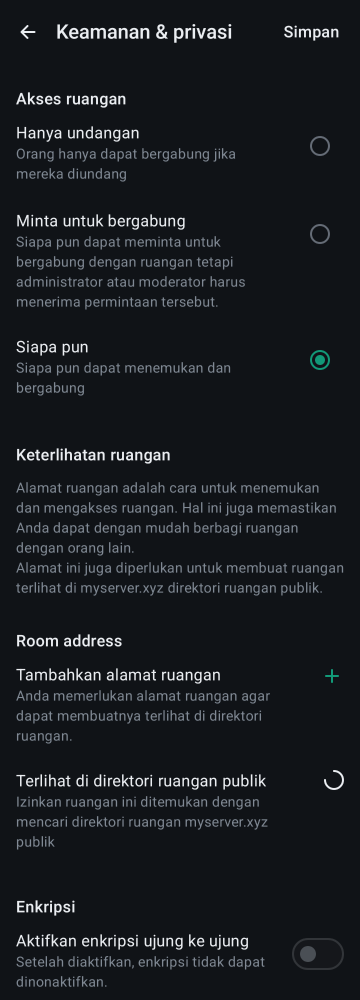 Keamanan & privasi
Simpan
Akses ruangan
Hanya undangan
Orang hanya dapat bergabung jika
mereka diundang
Minta untuk bergabung
Siapa pun dapat meminta untuk
bergabung dengan ruangan tetapi
administrator atau moderator harus
menerima permintaan tersebut.
Siapa pun
Siapa pun dapat menemukan dan
bergabung
Keterlihatan ruangan
Alamat ruangan adalah cara untuk menemukan
dan mengakses ruangan. Hal ini juga memastikan
Anda dapat dengan mudah berbagi ruangan
dengan orang lain.
Alamat ini juga diperlukan untuk membuat ruangan
terlihat di myserver.xyz direktori ruangan publik.
Room address
Tambahkan alamat ruangan
Anda memerlukan alamat ruangan agar
dapat membuatnya terlihat di direktori
ruangan.
Terlihat di direktori ruangan publik
Izinkan ruangan ini ditemukan dengan
mencari direktori ruangan myserver.xyz
publik
Enkripsi
Aktifkan enkripsi ujung ke ujung
Setelah diaktifkan, enkripsi tidak dapat
dinonaktifkan.